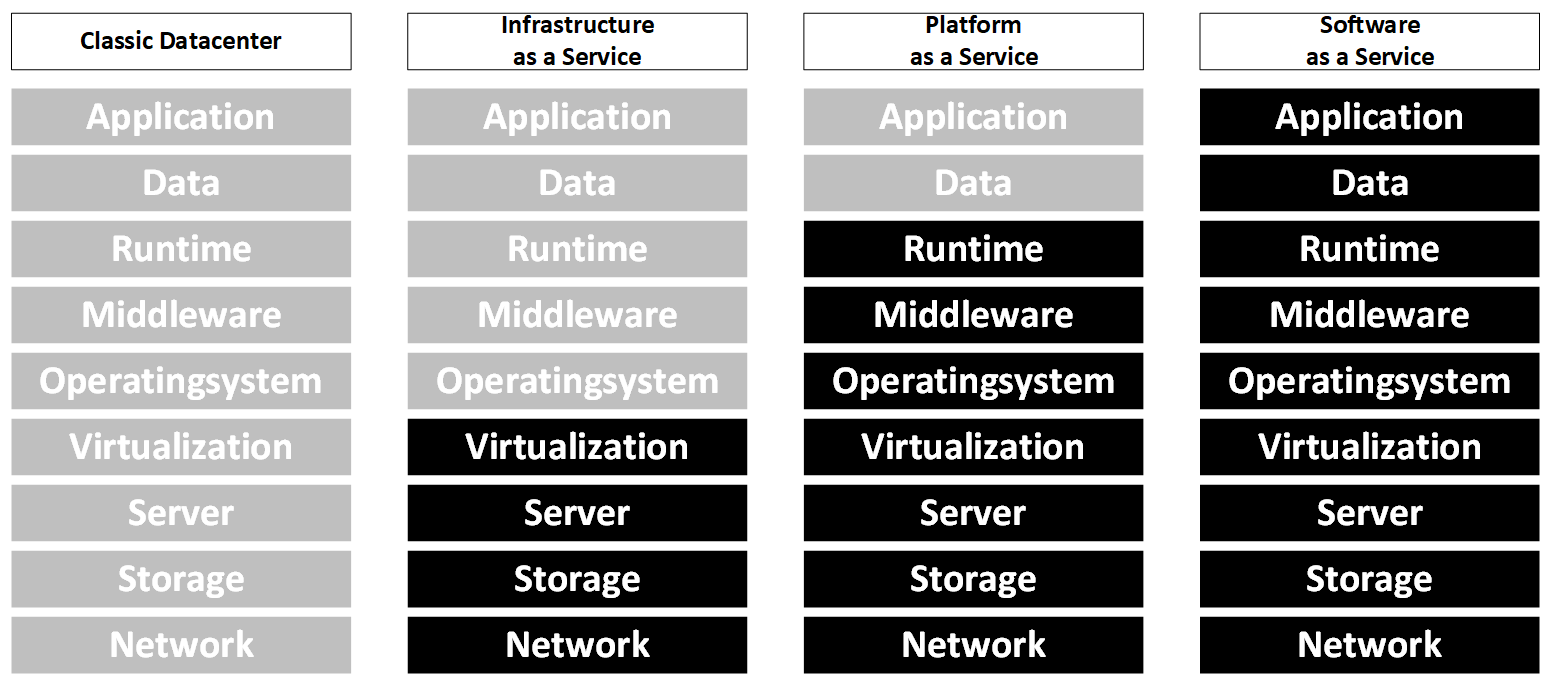 Classic Datacenter
Infrastructure
as a Service
Platform
as a Service
Software
as a Service
Application
Application
Application
Application
Data
Data
Data
Data
Runtime
Runtime
Runtime
Runtime
Middleware
Middleware
Middleware
Middleware
Operatingsystem
Operatingsystem
Operatingsystem
Operatingsystem
Virtualization
Virtualization
Virtualization
Virtualization
Server
Server
Server
Server
Storage
Storage
Storage
Storage
Network
Network
Network
Network